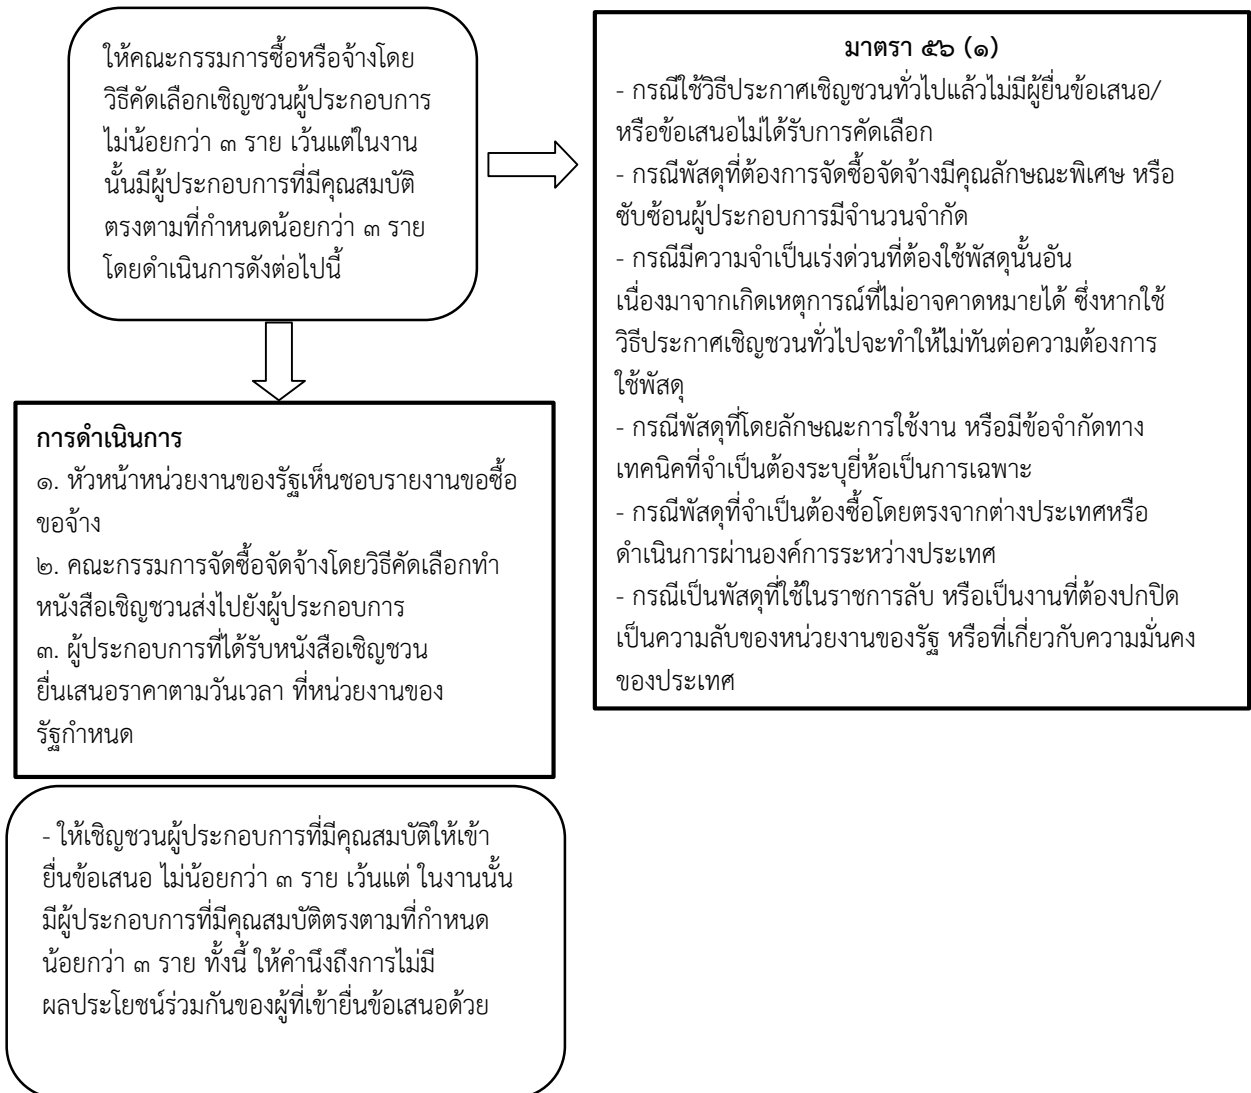 ให้คณะกรรมการซื้อหรือจ้างโดย
วิธีคัดเลือกเชิญชวนผู้ประกอบการ
ไม่น้อยกว่า ๓ ราย เว้นแต่ในงาน
นั้นมีผู้ประกอบการที่มีคุณสมบัติ
ตรงตามที่กำหนดน้อยกว่า ๓ ราย
โดยดำเนินการดังต่อไปนี้
มาตรา ๕๖ (๑)
- กรณีใช้วิธีประกาศเชิญชวนทั่วไปแล้วไม่มีผู้ยื่นข้อเสนอ/
หรือข้อเสนอไม่ได้รับการคัดเลือก
- กรณีพัสดุที่ต้องการจัดซื้อจัดจ้างมีคุณลักษณะพิเศษ หรือ
ซับซ้อนผู้ประกอบการมีจำนวนจำกัด
- กรณีมีความจำเป็นเร่งด่วนที่ต้องใช้พัสดุนั้นอัน
เนื่องมาจากเกิดเหตุการณ์ที่ไม่อาจคาดหมายได้ ซึ่งหากใช้
วิธีประกาศเชิญชวนทั่วไปจะทำให้ไม่ทันต่อความต้องการ
ใช้พัสดุ
- กรณีพัสดุที่โดยลักษณะการใช้งาน หรือมีข้อจำกัดทาง
เทคนิคที่จำเป็นต้องระบุยี่ห้อเป็นการเฉพาะ
- กรณีพัสดุที่จำเป็นต้องซื้อโดยตรงจากต่างประเทศหรือ
ดำเนินการผ่านองค์การระหว่างประเทศ
- กรณีเป็นพัสดุที่ใช้ในราชการลับ หรือเป็นงานที่ต้องปกปิด
เป็นความลับของหน่วยงานของรัฐ หรือที่เกี่ยวกับความมั่นคง
ของประเทศ
การดำเนินการ
๑. หัวหน้าหน่วยงานของรัฐเห็นชอบรายงานขอซื้อ
ขอจ้าง
๒. คณะกรรมการจัดซื้อจัดจ้างโดยวิธีคัดเลือกทำ
หนังสือเชิญชวนส่งไปยังผู้ประกอบการ
๓. ผู้ประกอบการที่ได้รับหนังสือเชิญชวน
ยื่นเสนอราคาตามวันเวลา ที่หน่วยงานของ
รัฐกำหนด
- ให้เชิญชวนผู้ประกอบการที่มีคุณสมบัติให้เข้า
ยื่นข้อเสนอ ไม่น้อยกว่า ๓ ราย เว้นแต่ ในงานนั้น
มีผู้ประกอบการที่มีคุณสมบัติตรงตามที่กำหนด
น้อยกว่า ๓ ราย ทั้งนี้ ให้คำนึงถึงการไม่มี
ผลประโยชน์ร่วมกันของผู้ที่เข้ายื่นข้อเสนอด้วย